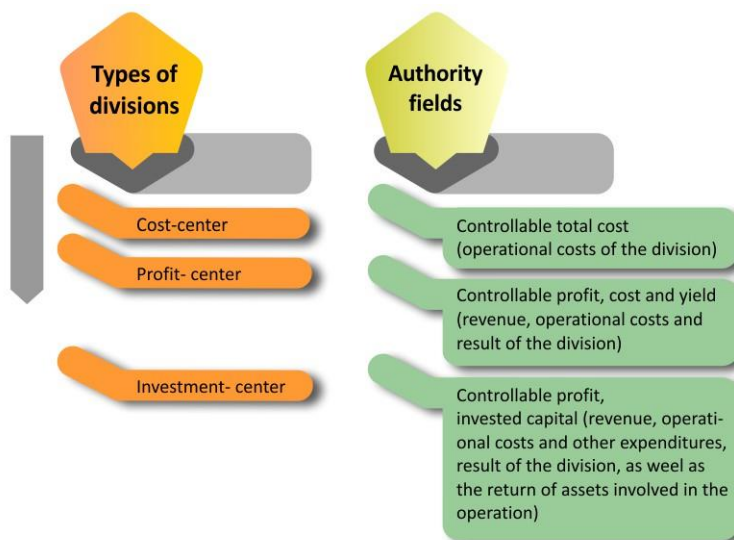 Types of
divisions
Authority
fields
Cost-center
Profit- center
Investment- center
Controllable total cost
(operational costs of the division)
Controllable profit, cost and yield
(revenue, operational costs and
result of the division)
Controllable profit,
invested capital (revenue, operati-
onal costs and other expenditures,
result of the division, as weel as
the return of assets involved in the
operation)